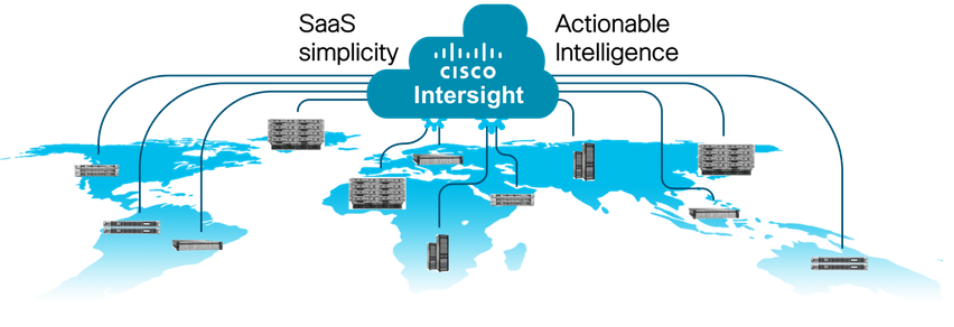 SaaS
simplicity
Actionable
Intelligence
CISCO
Intersight